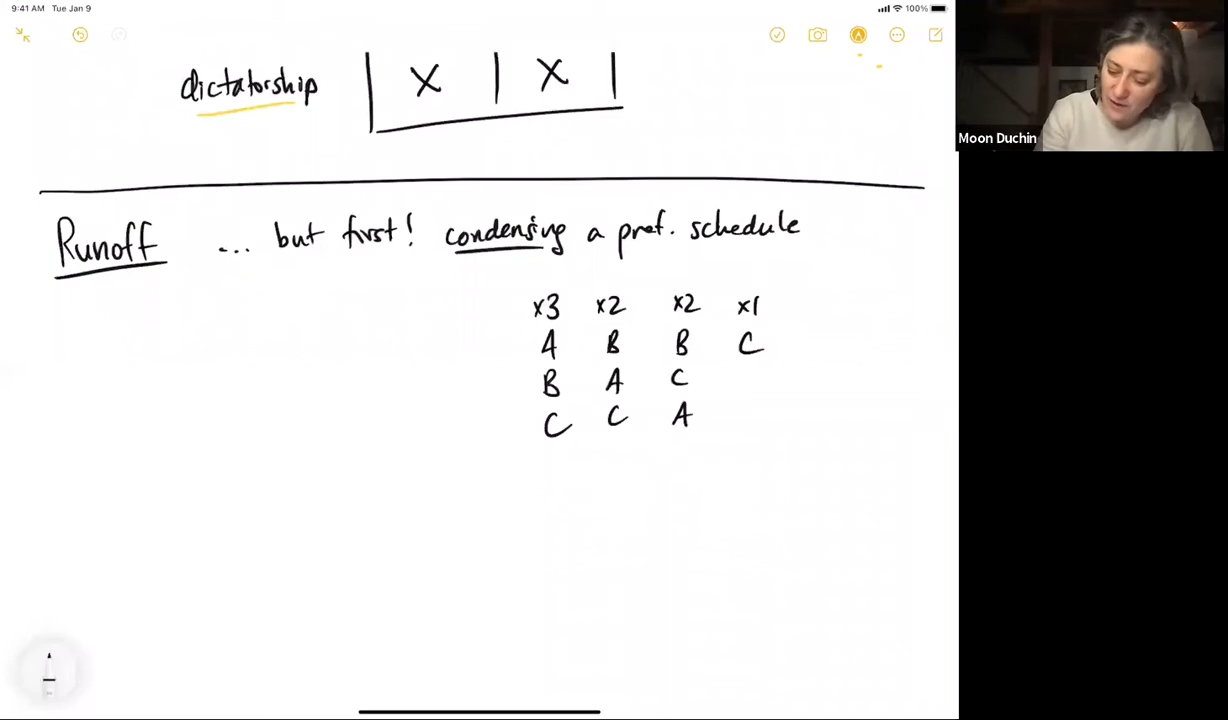 9:41 AM Tue Jan 9
100%
dictatorship | X | X |
Moon Duchin
Runoff ... but first! condensing a pref. schedule
x3 x2 x2 x1
A B B C
B A C
C C A